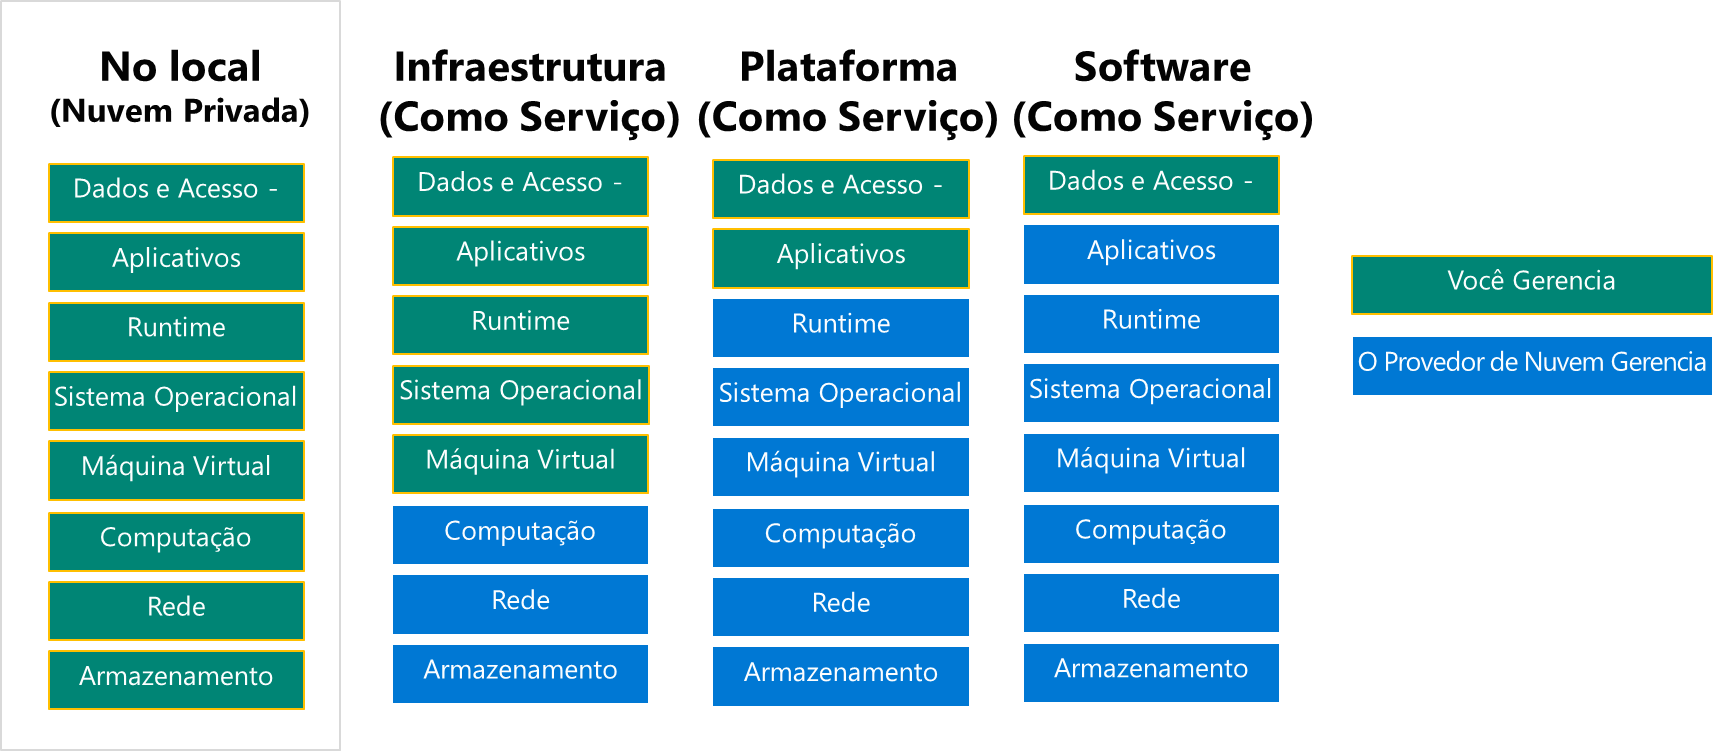 No local
(Nuvem Privada)
Dados e Acesso -
Aplicativos
Runtime
Sistema Operacional
Máquina Virtual
Computação
Rede
Armazenamento
Infraestrutura
(Como Serviço)
Dados e Acesso -
Aplicativos
Runtime
Sistema Operacional
Máquina Virtual
Computação
Rede
Armazenamento
Plataforma
(Como Serviço)
Dados e Acesso -
Aplicativos
Runtime
Sistema Operacional
Máquina Virtual
Computação
Rede
Armazenamento
Software
(Como Serviço)
Dados e Acesso -
Aplicativos
Runtime
Sistema Operacional
Máquina Virtual
Computação
Rede
Armazenamento
Você Gerencia
O Provedor de Nuvem Gerencia